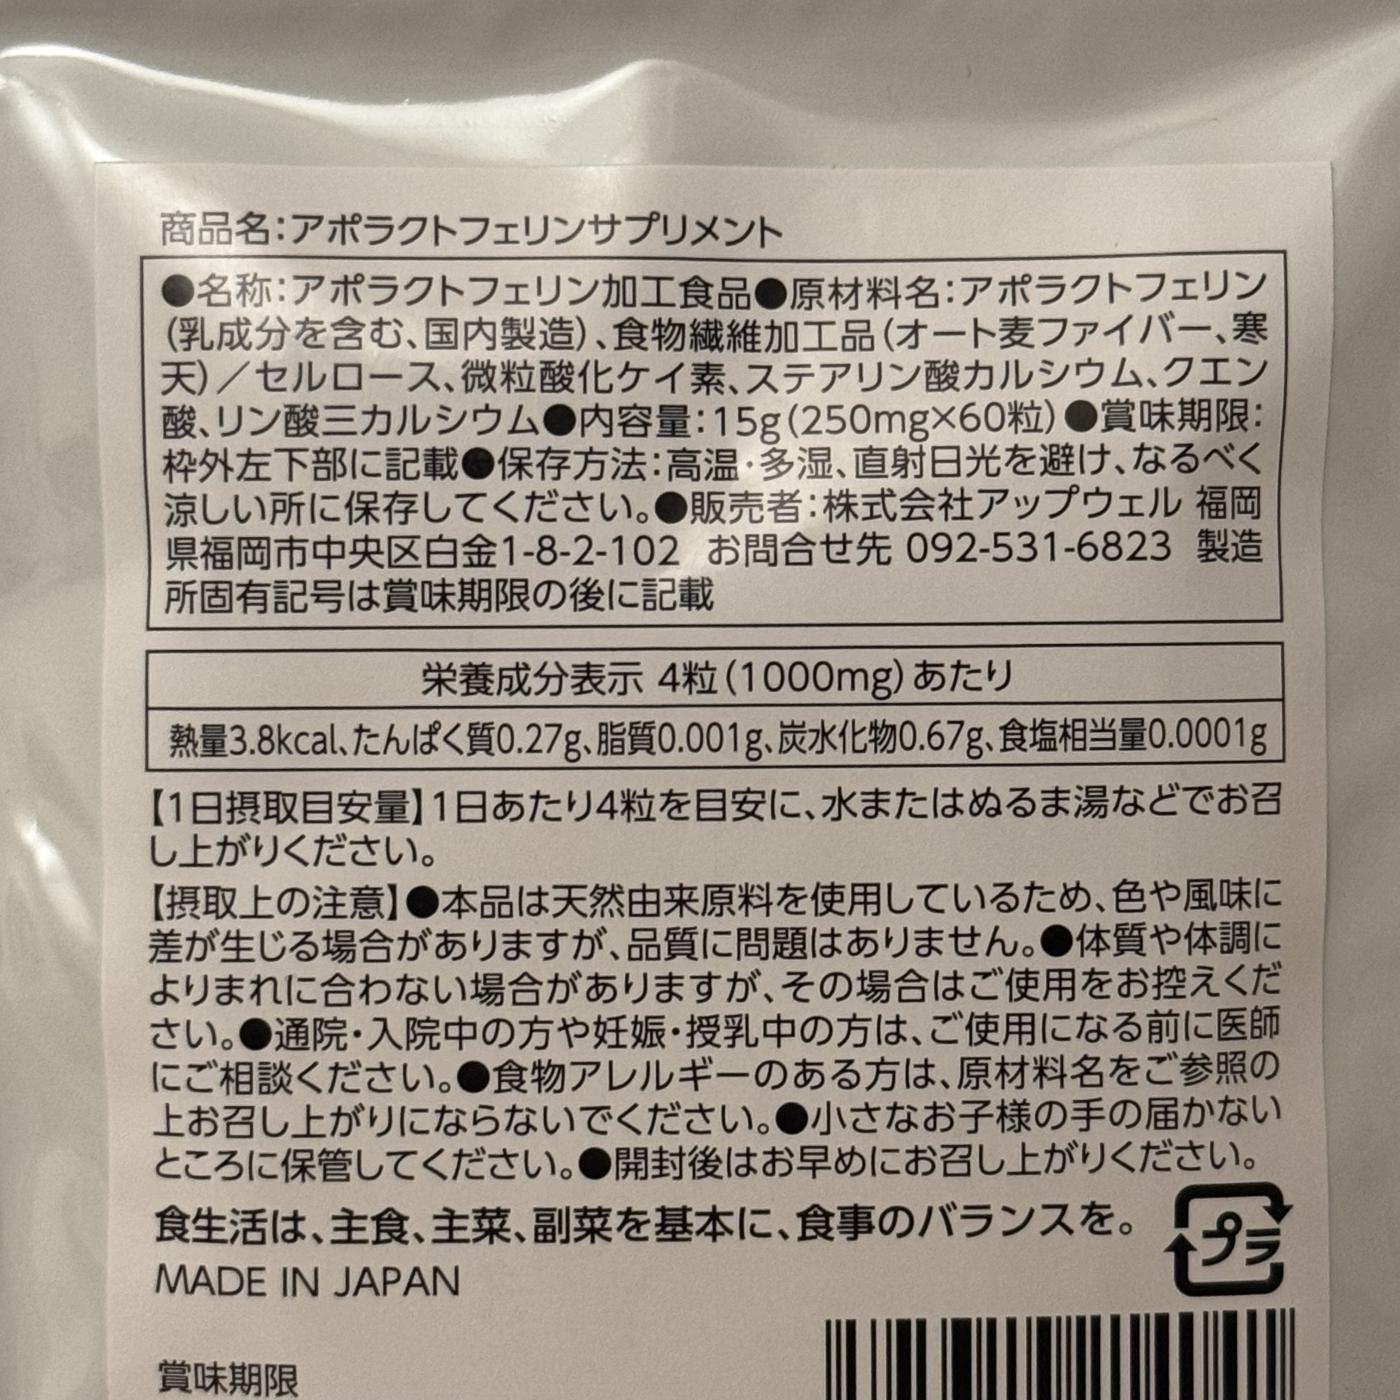 商品名：アポラクトフェリンサプリメント
●名称：アポラクトフェリン加工食品●原材料名：アポラクトフェリン
（乳成分を含む、国内製造）、食物繊維加工品（オート麦ファイバー、寒
天）／セルロース、微粒酸化ケイ素、ステアリン酸カルシウム、クエン
酸、リン酸三カルシウム●内容量：15g（250mg×60粒）●賞味期限：
枠外左下部に記載●保存方法：高温・多湿、直射日光を避け、なるべく
涼しい所に保存してください。●販売者：株式会社アップウェル 福岡
県福岡市中央区白金1-8-2-102 お問合せ先 092-531-6823 製造
所固有記号は賞味期限の後に記載
栄養成分表示 4粒（1000mg）あたり
熱量3.8kcal、たんぱく質0.27g、脂質0.001g、炭水化物0.67g、食塩相当量0.0001g
【1日摂取目安量】1日あたり4粒を目安に、水またはぬるま湯などでお召
し上がりください。
【摂取上の注意】●本品は天然由来原料を使用しているため、色や風味に
差が生じる場合がありますが、品質に問題はありません。●体質や体調に
よりまれに合わない場合がありますが、その場合はご使用をお控えくだ
さい。●通院・入院中の方や妊娠・授乳中の方は、ご使用になる前に医師
にご相談ください。●食物アレルギーのある方は、原材料名をご参照の
上お召し上がりにならないでください。●小さなお子様の手の届かない
ところに保管してください。●開封後はお早めにお召し上がりください。
食生活は、主食、主菜、副菜を基本に、食事のバランスを。
プラ
MADE IN JAPAN
賞味期限